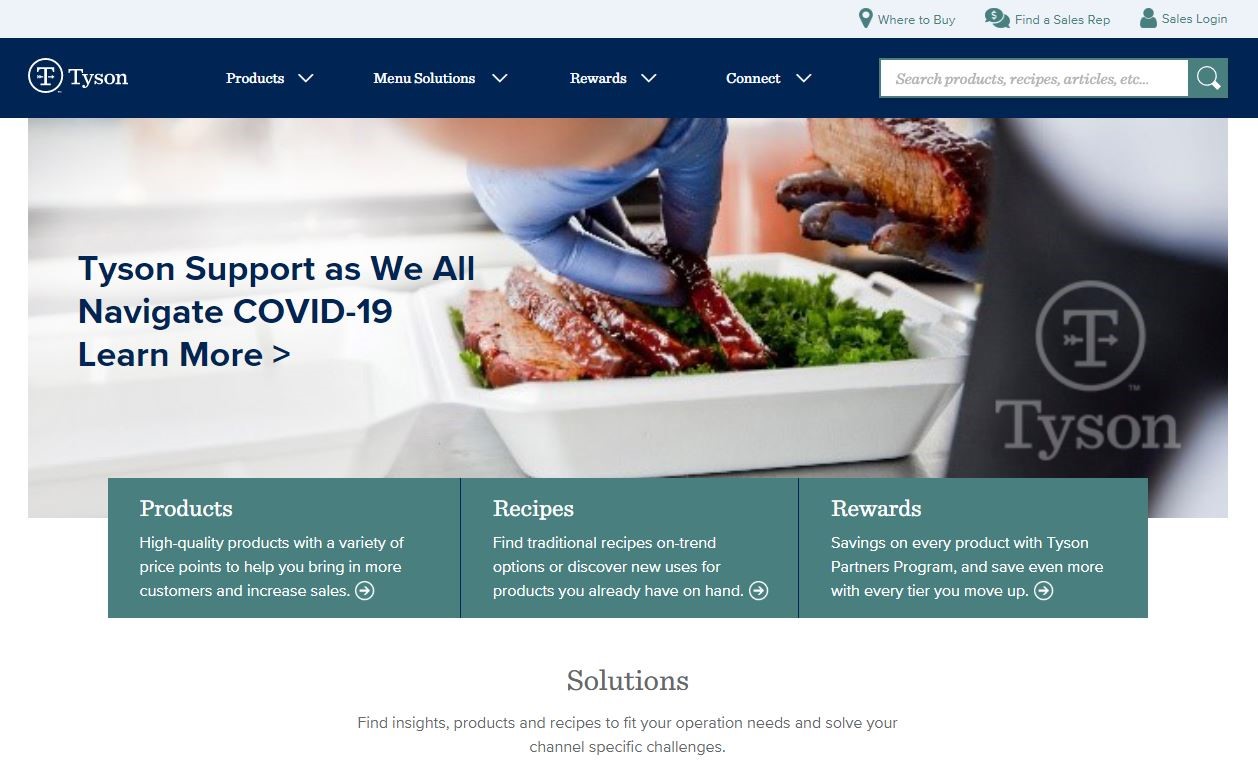 Where to Buy
Find a Sales Rep
Sales Login
Tyson
Products
Menu Solutions
Rewards
Connect
Search products, recipes, articles, etc...
Tyson Support as We All
Navigate COVID-19
Learn More >
T
TM
Tyson
Products
High-quality products with a variety of
price points to help you bring in more
customers and increase sales.
Recipes
Find traditional recipes on-trend
options or discover new uses for
products you already have on hand.
Rewards
Savings on every product with Tyson
Partners Program, and save even more
with every tier you move up.
Solutions
Find insights, products and recipes to fit your operation needs and solve your
channel specific challenges.